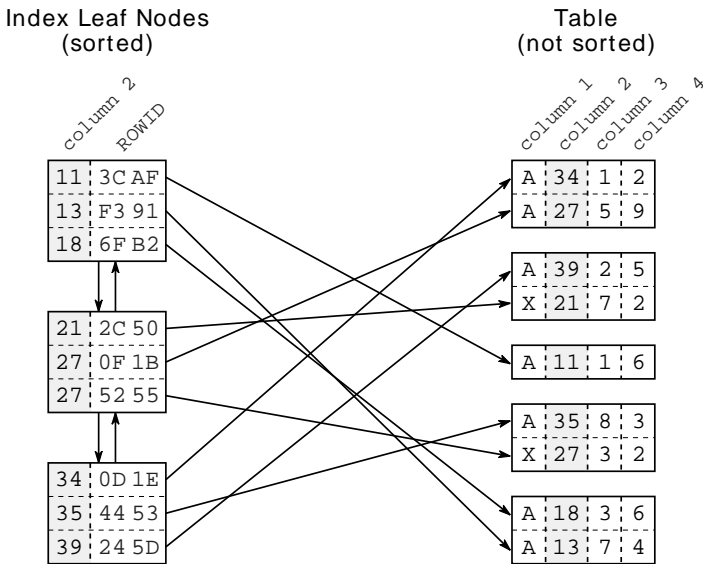 Index Leaf Nodes
(sorted)
column 2
ROWID
11 3C AF
13 F3 91
18 6F B2
21 2C 50
27 0F 1B
27 52 55
34 0D 1E
35 44 53
39 24 5D
Table
(not sorted)
column 1
column 2
column 3
column 4
A 34 1 2
A 27 5 9
A 39 2 5
X 21 7 2
A 11 1 6
A 35 8 3
X 27 3 2
A 18 3 6
A 13 7 4